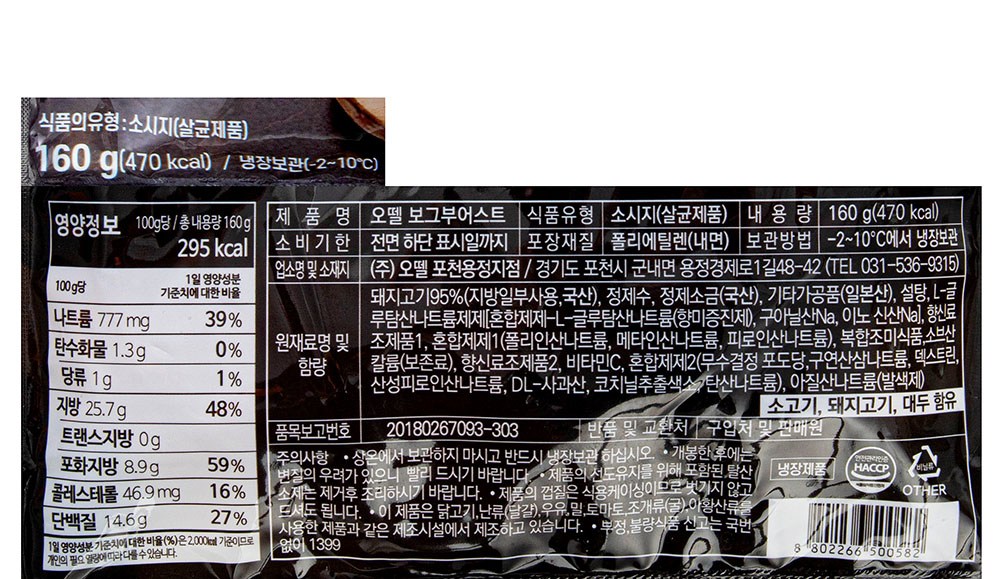 식품의유형:소시지(살균제품)
160 g(470 kcal) / 냉장보관(-2~10℃)
영양정보 100g당 / 총 내용량 160 g
295 kcal
100 g당 1일 영양성분 기준치에 대한 비율
나트륨 777 mg 39%
탄수화물 1.3 g 0%
당류 1 g 1%
지방 25.7 g 48%
트랜스지방 0 g
포화지방 8.9 g 59%
콜레스테롤 46.9 mg 16%
단백질 14.6 g 27%
1일 영양성분 기준치에 대한 비율(%)은 2,000㎉ 기준이므로
개인의 필요 열량에 따라 다를 수 있습니다.
제품명 오뗄 보그부어스트 식품유형 소시지(살균제품) 내용량 160 g(470 kcal)
소비기한 전면 하단 표시일까지 포장재질 폴리에틸렌(내면) 보관방법 -2~10℃에서 냉장보관
업소명 및 소재지 (주) 오뗄 포천용정지점 / 경기도 포천시 군내면 용정경제로1길48-42 (TEL 031-536-9315)
원재료명 및 함량
돼지고기95%(지방일부사용,국산), 정제수, 정제소금(국산), 기타가공품(일본산), 설탕, L-글
루탐산나트륨제제[혼합제제-L-글루탐산나트륨(향미증진제), 구아닐산Na, 이노신산Na], 향신료
조제품1, 혼합제제1(폴리인산나트륨, 메타인산나트륨, 피로인산나트륨), 복합조미식품,소브산
칼륨(보존료), 향신료조제품2, 비타민C, 혼합제제2(무수결정 포도당,구연산삼나트륨, 덱스트린,
산성피로인산나트륨, DL-사과산, 코치닐추출색소, 탄산나트륨), 아질산나트륨(발색제)
소고기, 돼지고기, 대두 함유
품목보고번호 20180267093-303 반품 및 교환처 구입처 및 판매원
주의사항 • 상온에서 보관하지 마시고 반드시 냉장보관 하십시오. • 개봉한 후에는
변질의 우려가 있으니 빨리 드시기 바랍니다. • 제품의 선도유지를 위해 포함된 탈산
소제는 제거후 조리하시기 바랍니다. • 제품의 껍질은 식용케이싱이므로 벗기지 않고
드셔도 됩니다. • 이 제품은 닭고기,난류(달걀),우유,밀,토마토,조개류(굴),아황산류를
사용한 제품과 같은 제조시설에서 제조하고 있습니다. • 부정,불량식품 신고는 국번
없이 1399
냉장제품
안전관리인증
HACCP
비닐류
OTHER
8 802266 500582